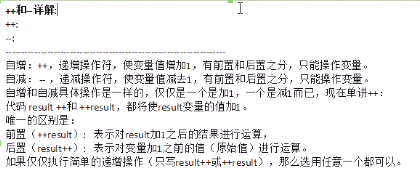 ++和--详解:
++:
--:
------------------------------------------------------------
自增：++，递增操作符，使变量值增加1，有前置和后置之分，只能操作变量。
自减：--，递减操作符，使变量值减去1，有前置和后置之分，只能操作变量。
自增和自减具体操作是一样的，仅仅是一个是加1，一个是减1而已，现在单讲++：
代码 result ++和 ++result，都将使result变量的值加1。
唯一的区别是：
前置（++result）：表示对result加1之后的结果进行运算，
后置（result++）：表示对变量加1之前的值（原始值）进行运算。
如果仅仅执行简单的递增操作（只写result++或++result），那么选用任意一个都可以。